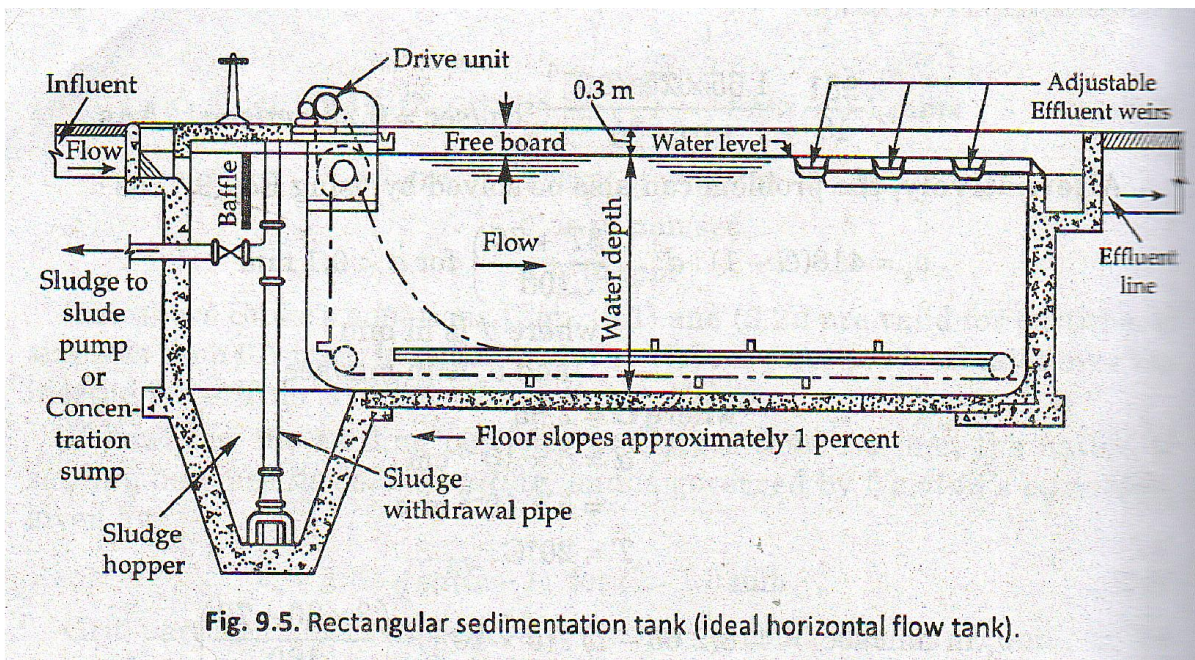 Drive unit
Influent
0.3 m
Adjustable
Effluent weirs
Flow
Free board
Water level
Baffle
Flow
Water depth
Effluent
line
Sludge to
slude
pump
or
Concen-
tration
sump
Floor slopes approximately 1 percent
Sludge
withdrawal pipe
Sludge
hopper
Fig. 9.5. Rectangular sedimentation tank (ideal horizontal flow tank).